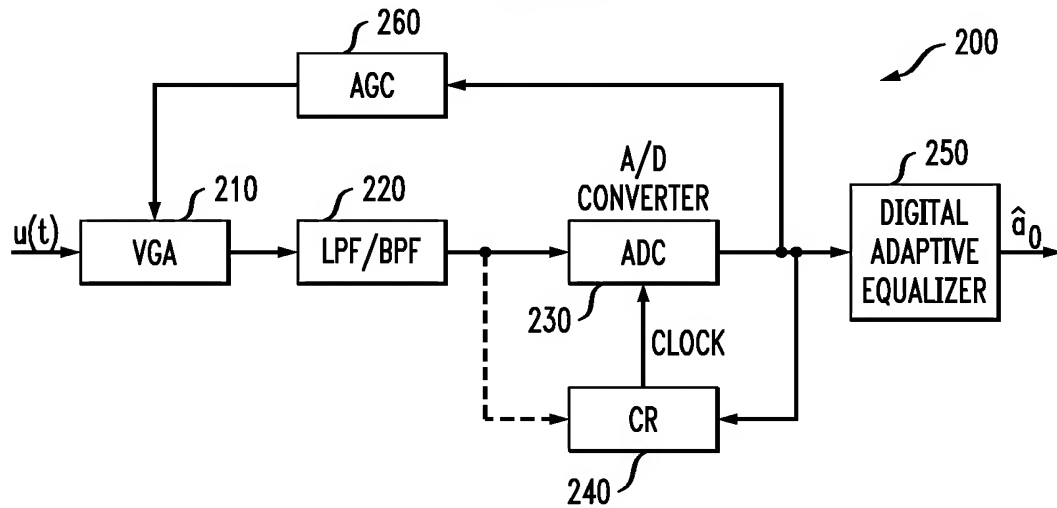 260
200
AGC
A/D
CONVERTER
250
210
220
u(t)
VGA
LPF/BPF
ADC
DIGITAL
ADAPTIVE
EQUALIZER
â0
230
CLOCK
CR
240